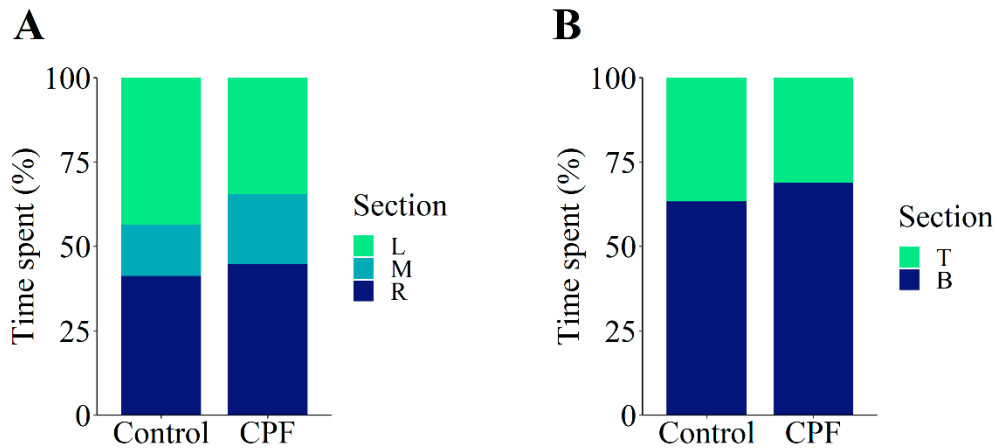 A
Time spent (%)
100
75
50
25
0
Control CPF
Section
L
M
R
B
Time spent (%)
100
75
50
25
0
Control CPF
Section
T
B